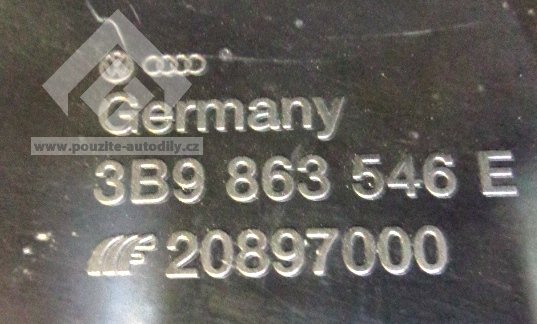 Germany
www.pouzite-autodily.cz
3B9 863 546 E
20897000